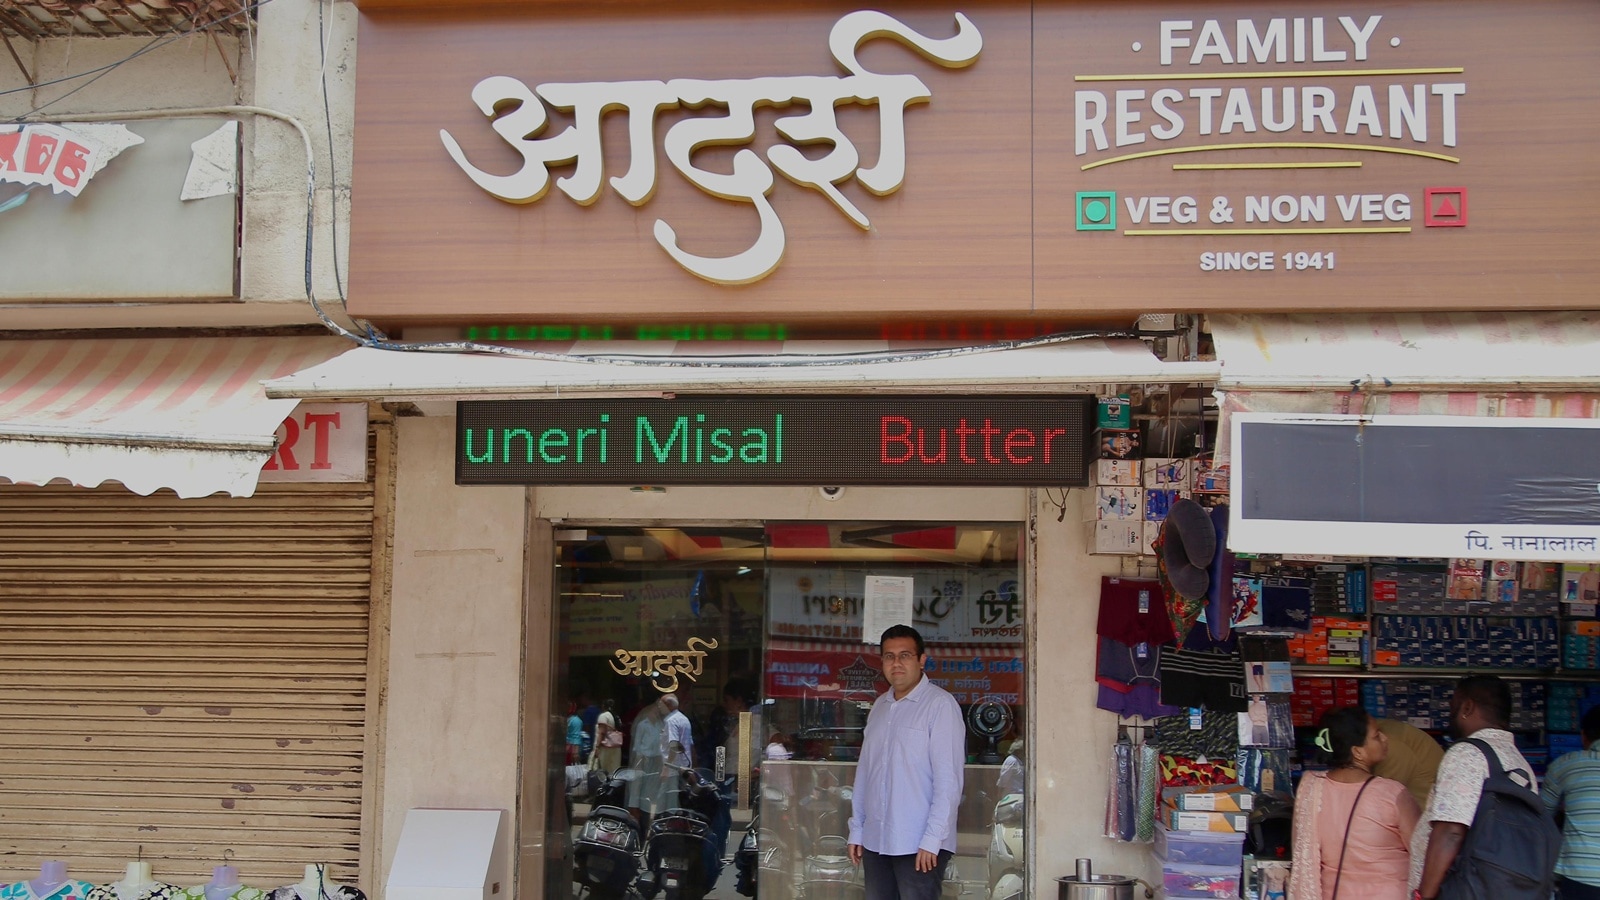 आदर्श
· FAMILY ·
RESTAURANT
VEG & NON VEG
SINCE 1941
RT
uneri Misal Butter
पि. नानालाल
आदर्श